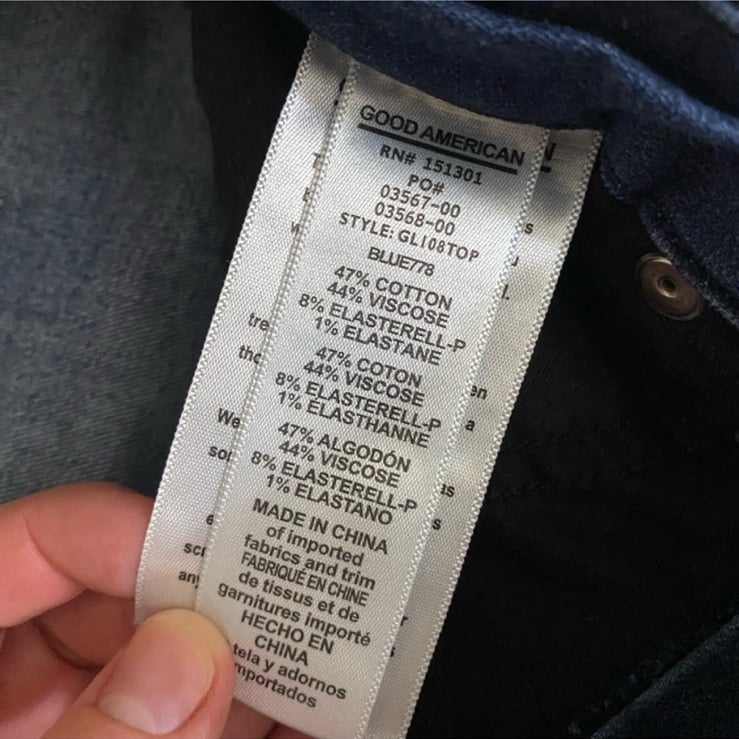 GOOD AMERICAN
RN# 151301
PO#
03567-00
03568-00
STYLE: GLI08TOP
BLUE778
47% COTTON
44% VISCOSE
8% ELASTERELL-P
1% ELASTANE
47% COTON
44% VISCOSE
8% ELASTERELL-P
1% ÉLASTHANNE
47% ALGODÓN
44% VISCOSE
8% ELASTERELL-P
1% ELASTANO
MADE IN CHINA
of imported
fabrics and trim
FABRIQUÉ EN CHINE
de tissus et de
garnitures importé
HECHO EN
CHINA
tela y adornos
We